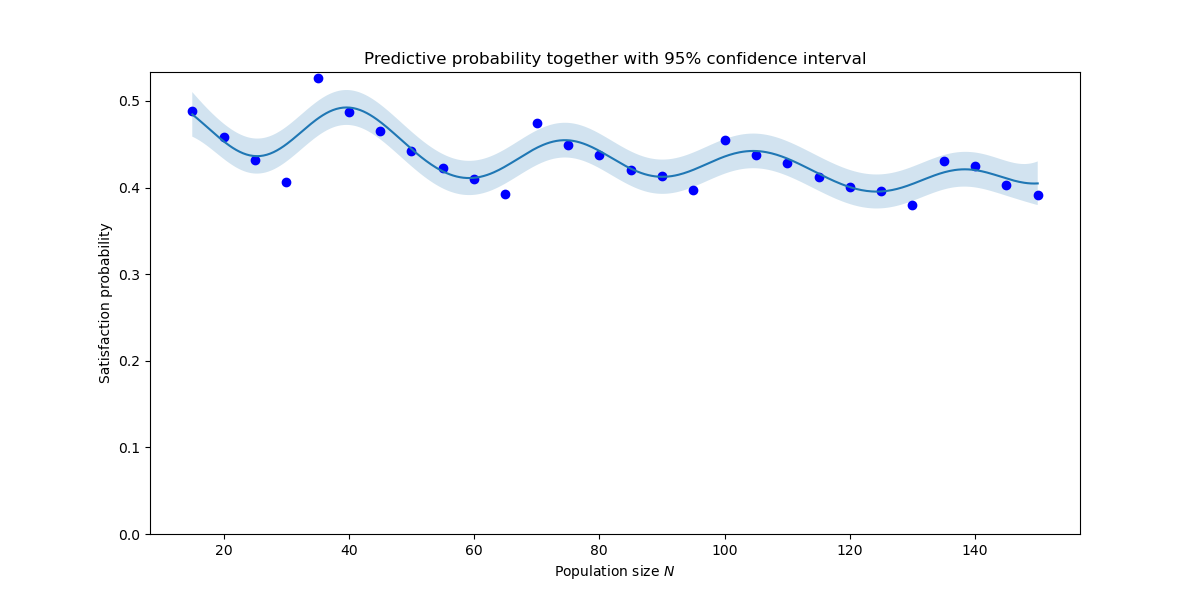 Predictive probability together with 95% confidence interval
0.5
0.4
0.3
0.2
0.1
0.0
Satisfaction probability
20 40 60 80 100 120 140
Population size N